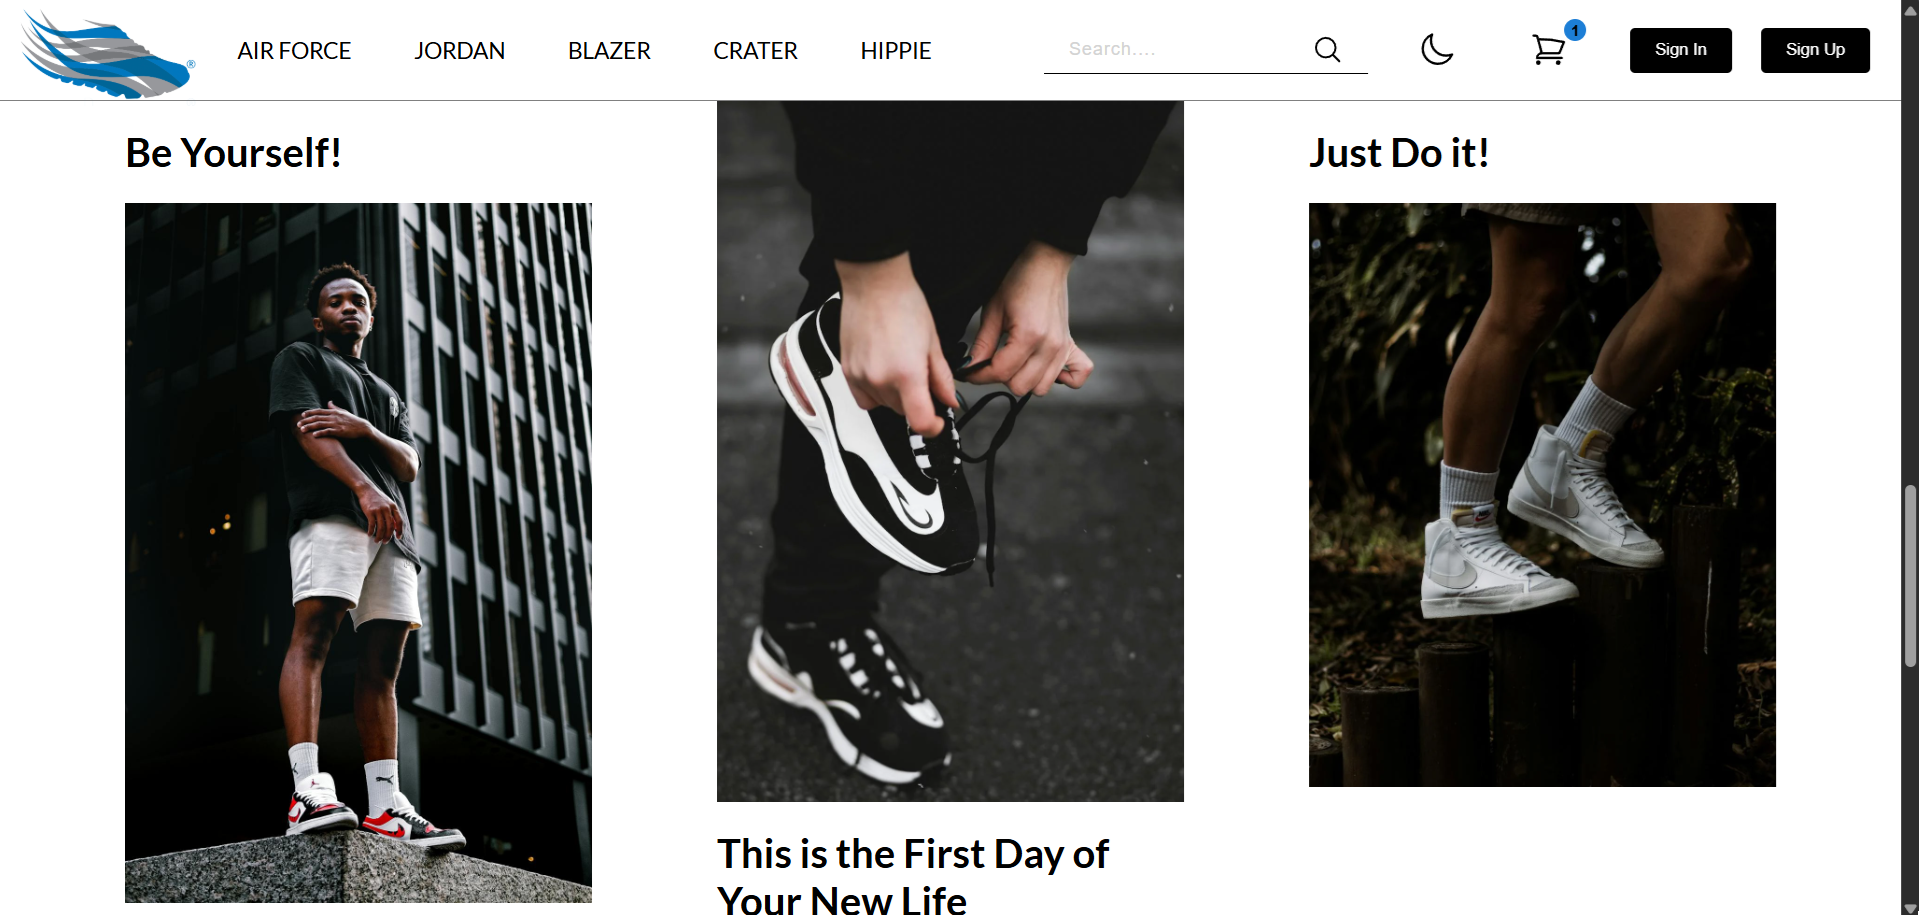 ®
AIR FORCE
JORDAN
BLAZER
CRATER
HIPPIE
Search....
1
Sign In
Sign Up
Be Yourself!
This is the First Day of
Your New Life
Just Do it!